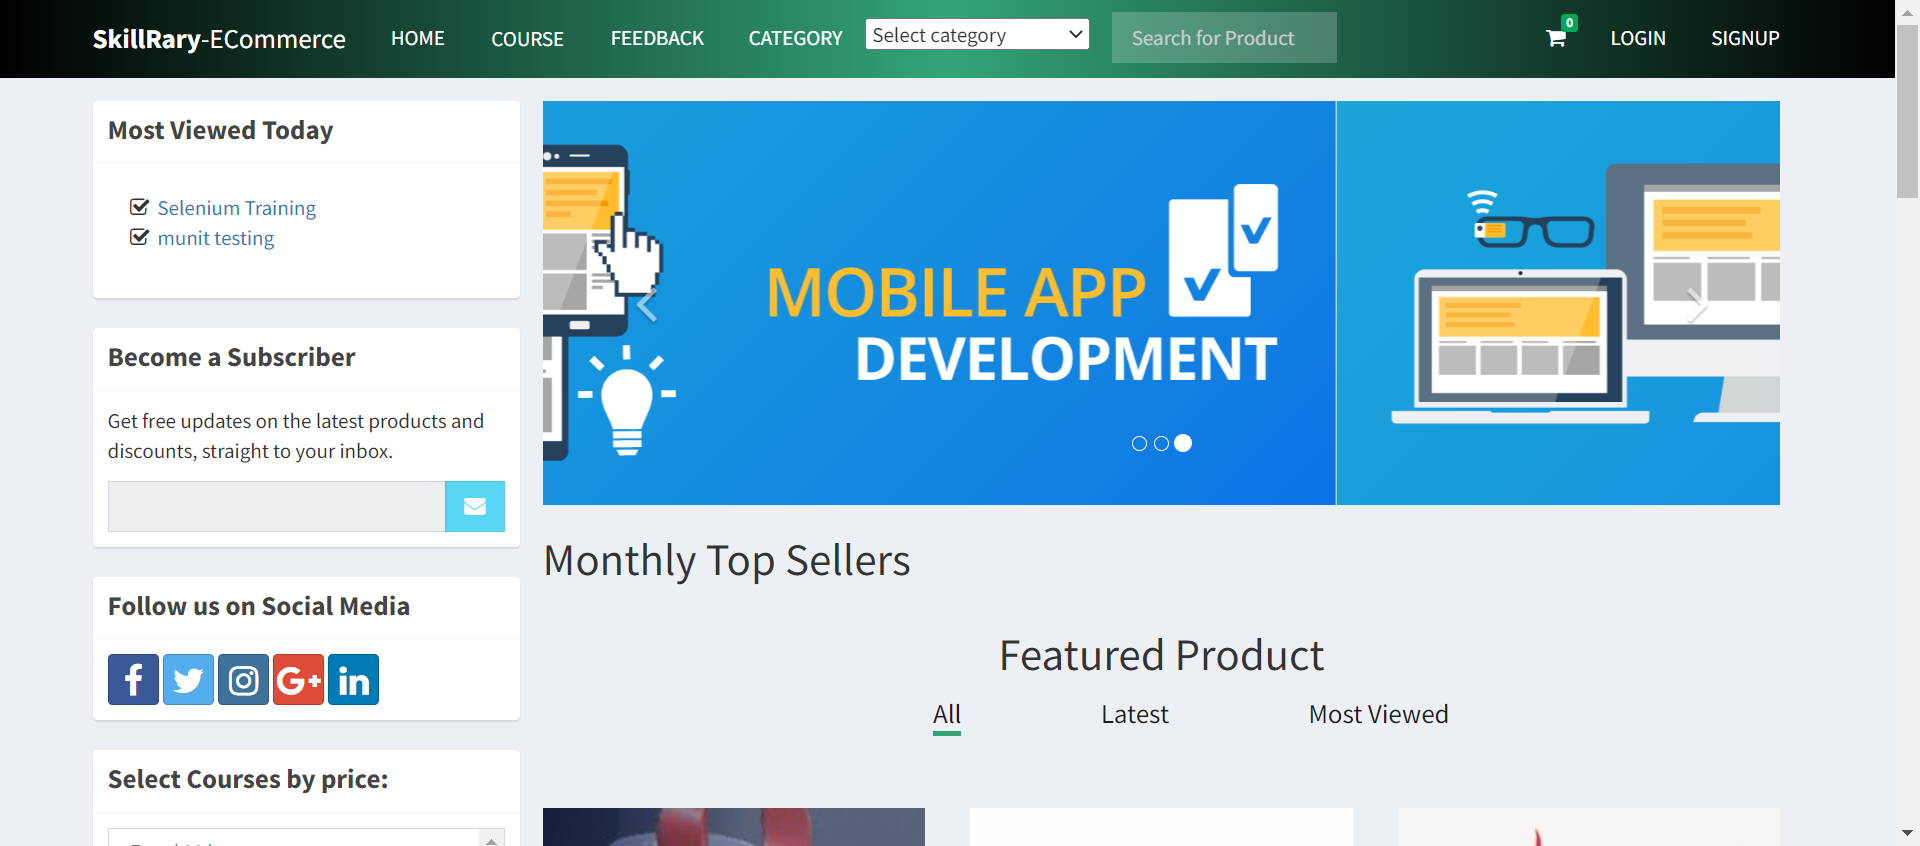 SkillRary-ECommerce HOME COURSE FEEDBACK CATEGORY Select category Search for Product 0 LOGIN SIGNUP
Most Viewed Today
Selenium Training
munit testing
Become a Subscriber
Get free updates on the latest products and
discounts, straight to your inbox.
Follow us on Social Media
Select Courses by price:
MOBILE APP
DEVELOPMENT
Monthly Top Sellers
Featured Product
All Latest Most Viewed